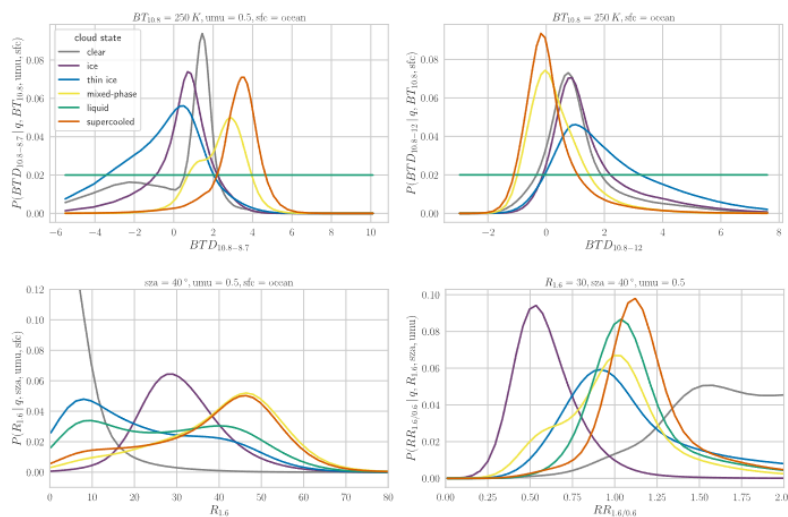 BT10.8 = 250 K, umu = 0.5, sfc = ocean
P(BTD10.8−8.7 | q, BT10.8, umu, sfc)
0.08
0.06
0.04
0.02
0.00
cloud state
clear
ice
thin ice
mixed-phase
liquid
supercooled
−6 −4 −2 0 2 4 6 8 10
BTD10.8−8.7
BT10.8 = 250 K, sfc = ocean
P(BTD10.8−12 | q, BT10.8, sfc)
0.08
0.06
0.04
0.02
0.00
−2 0 2 4 6 8
BTD10.8−12
sza = 40°, umu = 0.5, sfc = ocean
P(R1.6 | q, sza, umu, sfc)
0.12
0.10
0.08
0.06
0.04
0.02
0.00
0 10 20 30 40 50 60 70 80
R1.6
R1.6 = 30, sza = 40°, umu = 0.5
P(RR1.6/0.6 | q, R1.6, sza, umu)
0.10
0.08
0.06
0.04
0.02
0.00
0.00 0.25 0.50 0.75 1.00 1.25 1.50 1.75 2.00
RR1.6/0.6